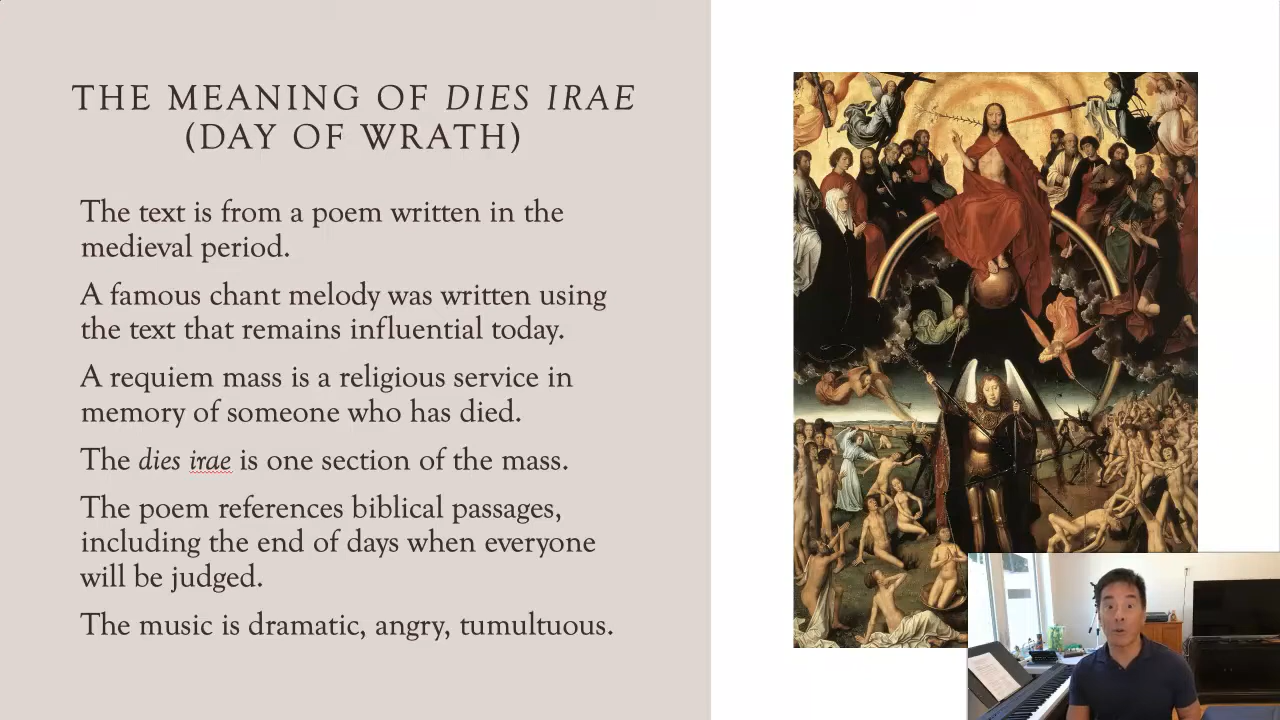 THE MEANING OF DIES IRAE
(DAY OF WRATH)
The text is from a poem written in the
medieval period.
A famous chant melody was written using
the text that remains influential today.
A requiem mass is a religious service in
memory of someone who has died.
The dies irae is one section of the mass.
The poem references biblical passages,
including the end of days when everyone
will be judged.
The music is dramatic, angry, tumultuous.